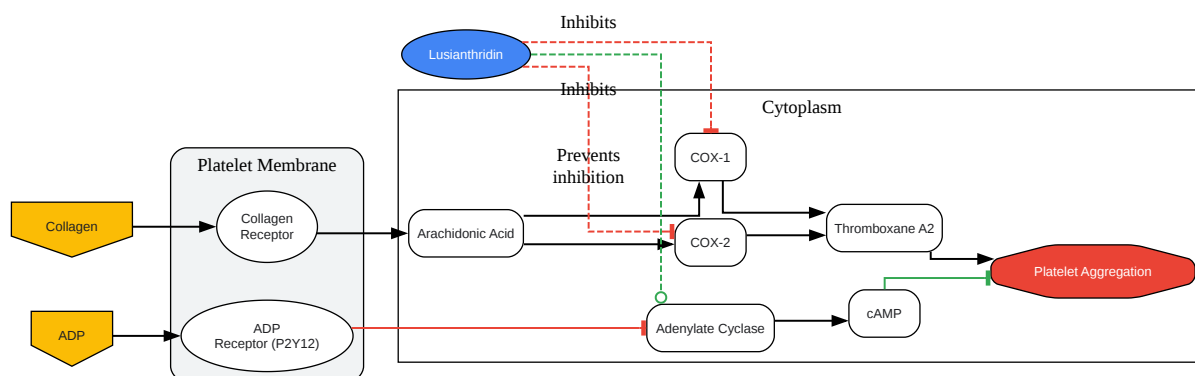 Inhibits
Lusianthridin
Inhibits
Cytoplasm
Prevents
inhibition
COX-1
Platelet Membrane
Collagen
Collagen
Receptor
Arachidonic Acid
COX-2
Thromboxane A2
Platelet Aggregation
ADP
ADP
Receptor (P2Y12)
Adenylate Cyclase
cAMP